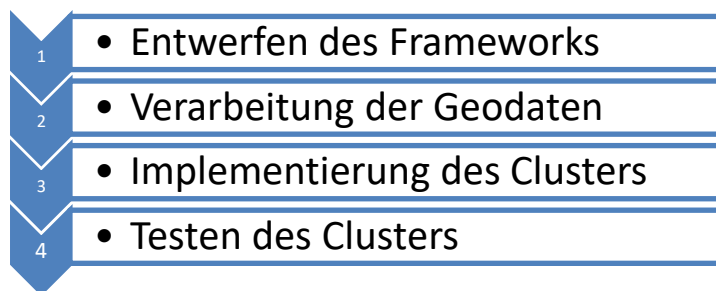 1 • Entwerfen des Frameworks
2 • Verarbeitung der Geodaten
3 • Implementierung des Clusters
4 • Testen des Clusters